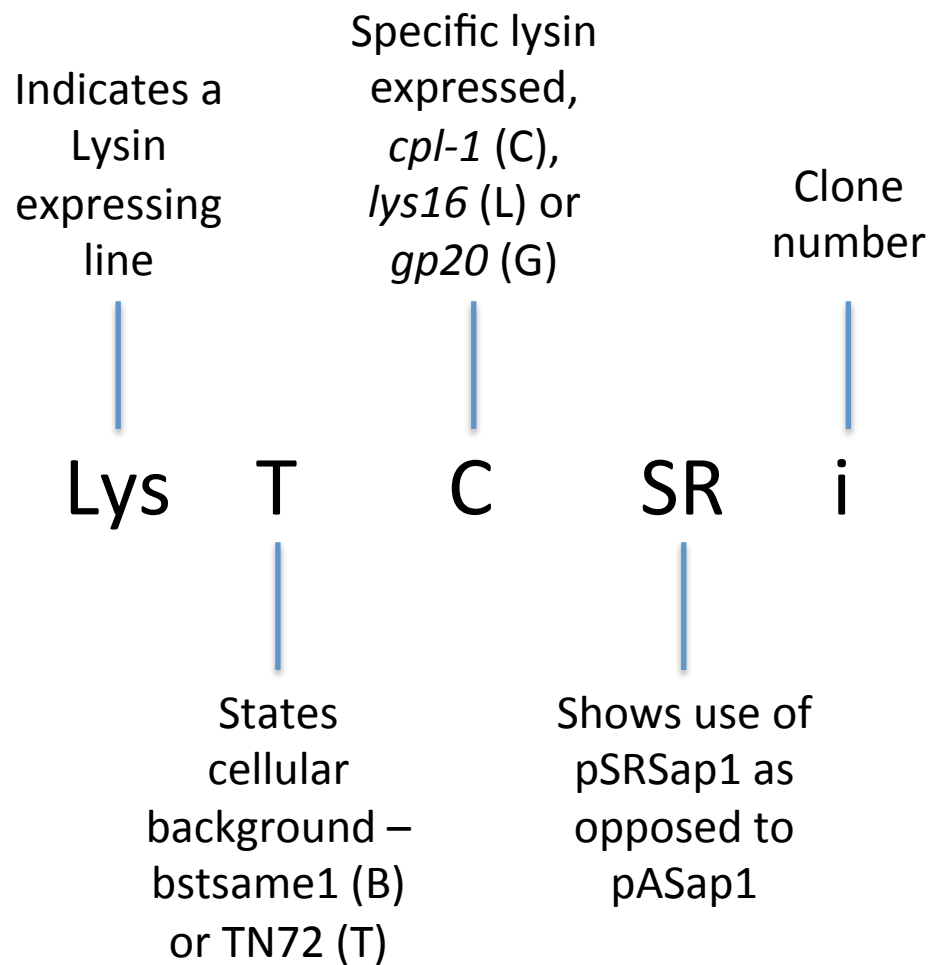 Indicates a
Lysin
expressing
line
Specific lysin
expressed,
cpl-1 (C),
lys16 (L) or
gp20 (G)
Clone
number
Lys T C SR i
States
cellular
background –
bstsame1 (B)
or TN72 (T)
Shows use of
pSRSap1 as
opposed to
pASap1